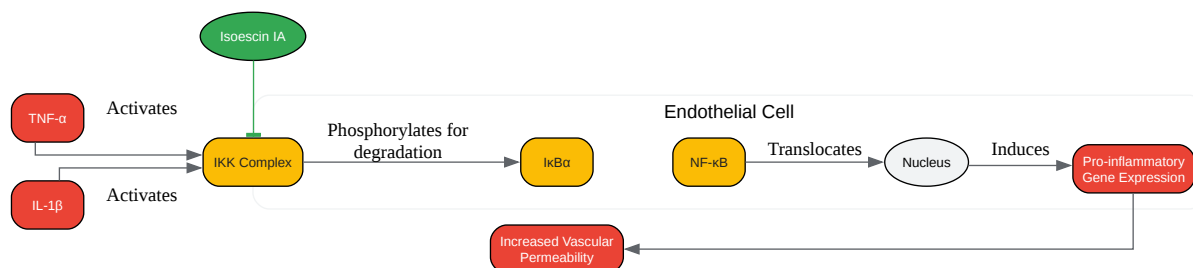 Isoescin IA
TNF-α
Activates
Endothelial Cell
IKK Complex
Phosphorylates for
degradation
IκBα
NF-κB
Translocates
Nucleus
Induces
Pro-inflammatory
Gene Expression
IL-1β
Activates
Increased Vascular
Permeability